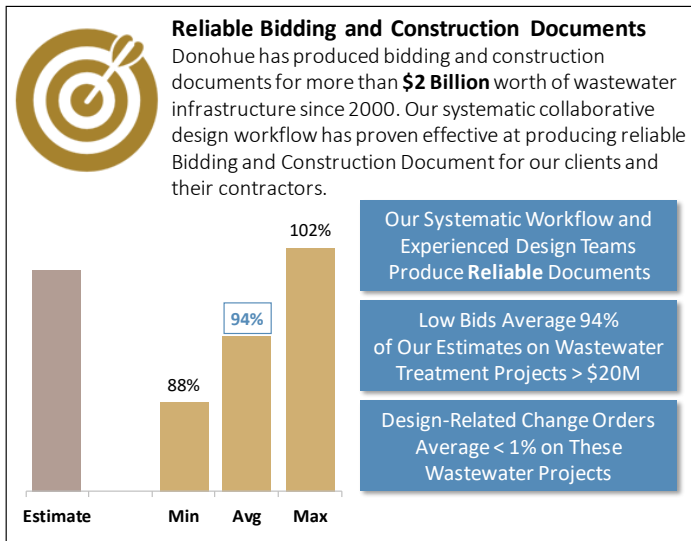 Reliable Bidding and Construction Documents
Donohue has produced bidding and construction
documents for more than $2 Billion worth of wastewater
infrastructure since 2000. Our systematic collaborative
design workflow has proven effective at producing reliable
Bidding and Construction Document for our clients and
their contractors.
102%
94%
88%
Estimate Min Avg Max
Our Systematic Workflow and
Experienced Design Teams
Produce Reliable Documents
Low Bids Average 94%
of Our Estimates on Wastewater
Treatment Projects > $20M
Design-Related Change Orders
Average < 1% on These
Wastewater Projects